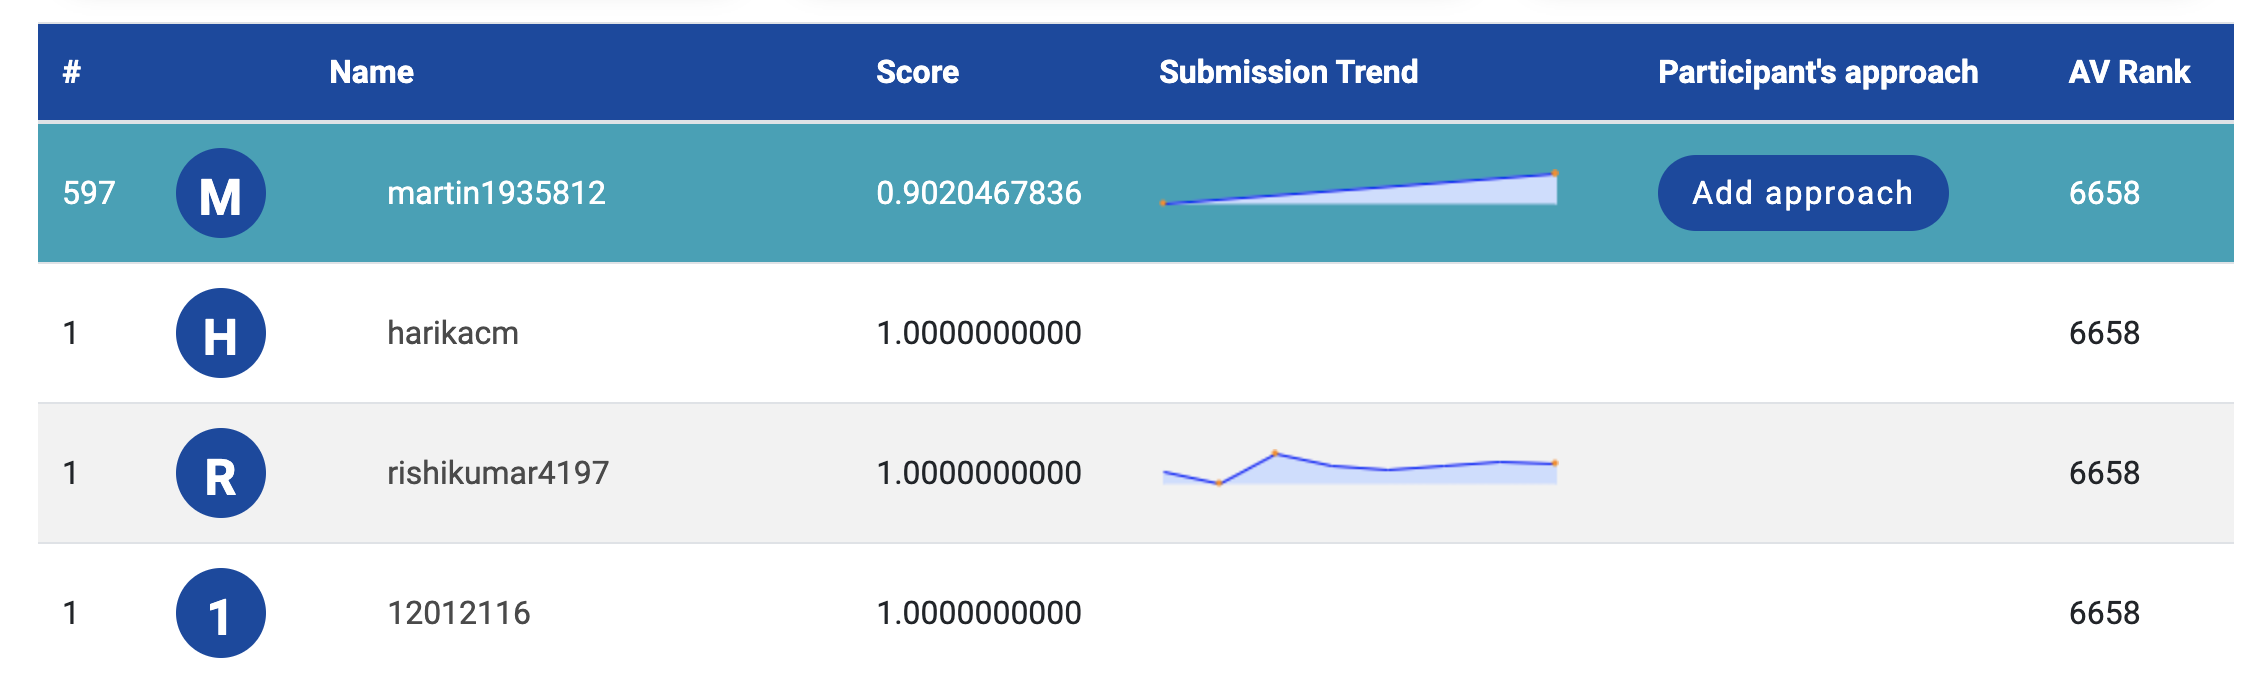 # Name Score Submission Trend Participant's approach AV Rank
597 M martin1935812 0.9020467836 Add approach 6658
1 H harikacm 1.0000000000 6658
1 R rishikumar4197 1.0000000000 6658
1 1 12012116 1.0000000000 6658